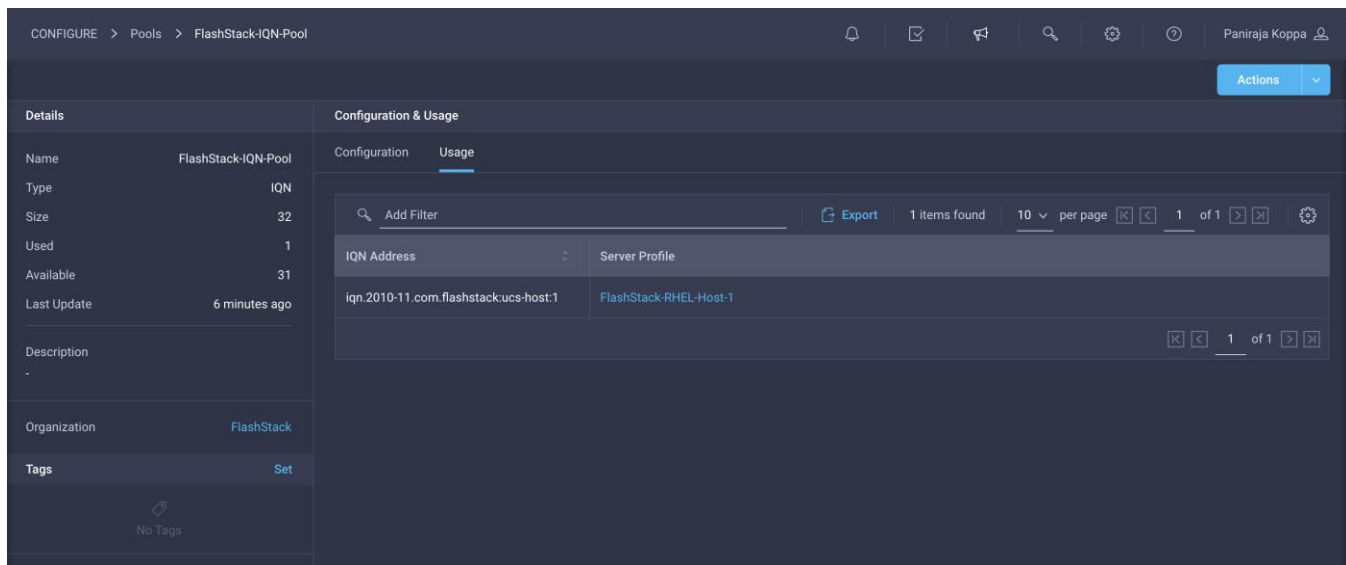 CONFIGURE > Pools > FlashStack-IQN-Pool
Paniraja Koppa
Actions
Details
Name FlashStack-IQN-Pool
Type IQN
Size 32
Used 1
Available 31
Last Update 6 minutes ago
Description
-
Organization FlashStack
Tags Set
No Tags
Configuration & Usage
Configuration Usage
Add Filter Export 1 items found 10 per page 1 of 1
IQN Address Server Profile
iqn.2010-11.com.flashstack:ucs-host:1 FlashStack-RHEL-Host-1
1 of 1